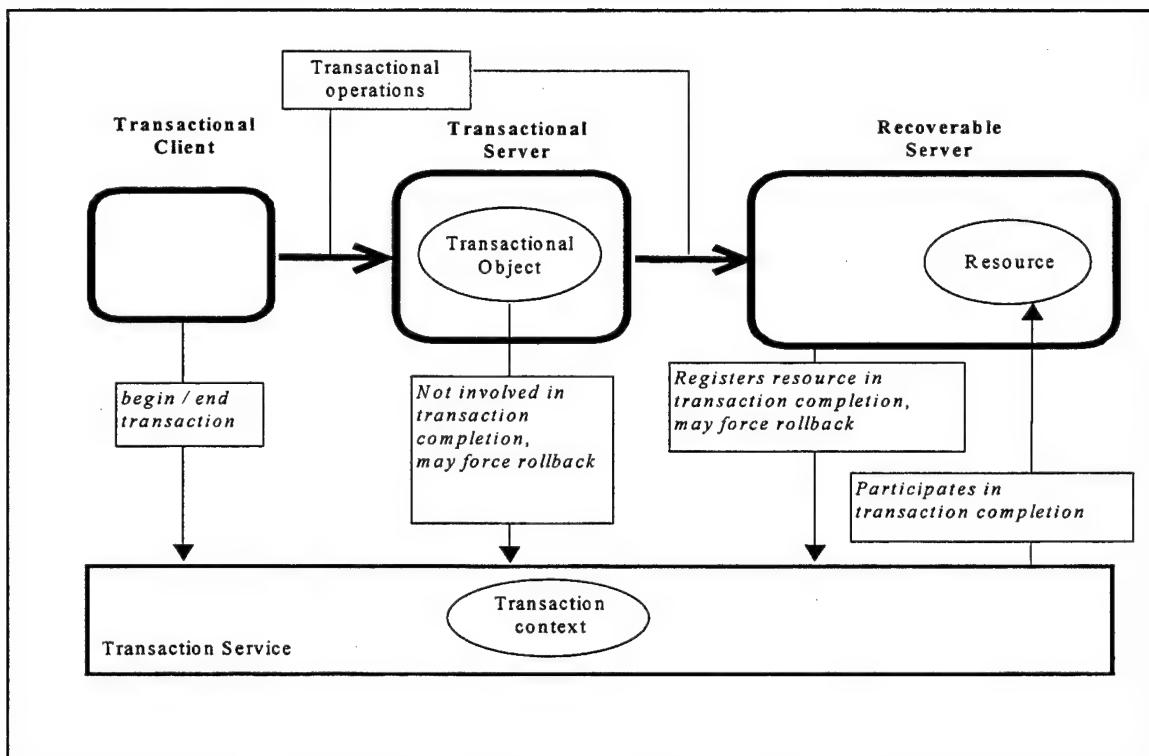 Transactional
operations
Transactional
Client
Transactional
Server
Recoverable
Server
Transactional
Object
Resource
begin / end
transaction
Not involved in
transaction
completion,
may force rollback
Registers resource in
transaction completion,
may force rollback
Participates in
transaction completion
Transaction
context
Transaction Service